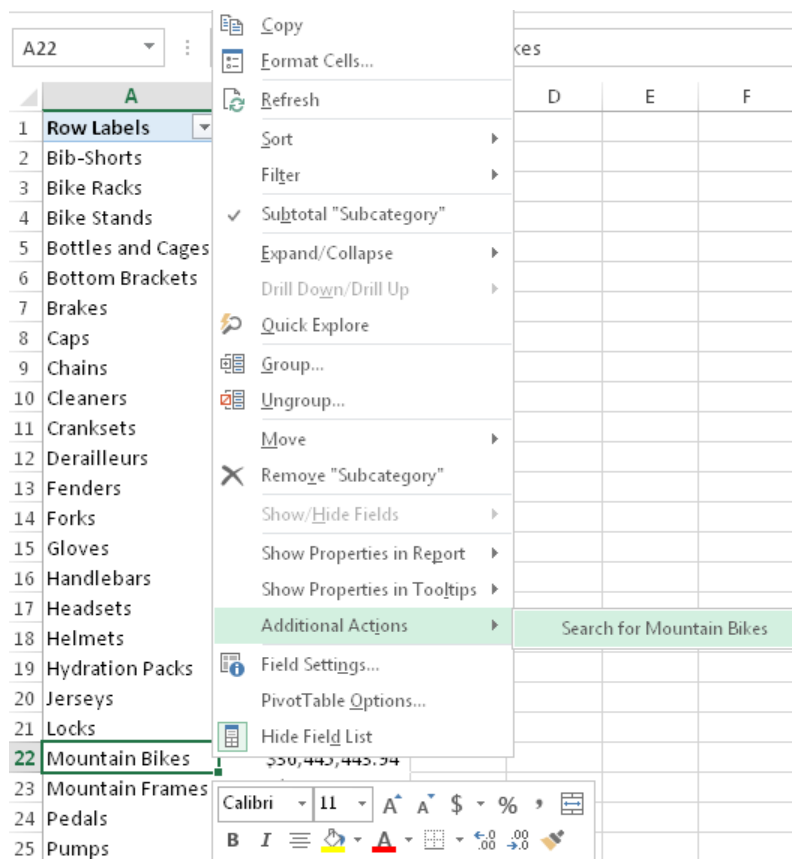 A22
kes
A D E F
1 Row Labels
2 Bib-Shorts
3 Bike Racks
4 Bike Stands
5 Bottles and Cages
6 Bottom Brackets
7 Brakes
8 Caps
9 Chains
10 Cleaners
11 Cranksets
12 Derailleurs
13 Fenders
14 Forks
15 Gloves
16 Handlebars
17 Headsets
18 Helmets
19 Hydration Packs
20 Jerseys
21 Locks
22 Mountain Bikes
23 Mountain Frames
24 Pedals
25 Pumps
Copy
Format Cells...
Refresh
Sort
Filter
Subtotal "Subcategory"
Expand/Collapse
Drill Down/Drill Up
Quick Explore
Group...
Ungroup...
Move
Remove "Subcategory"
Show/Hide Fields
Show Properties in Report
Show Properties in Tooltips
Additional Actions
Search for Mountain Bikes
Field Settings...
PivotTable Options...
Hide Field List
Calibri 11 A A $ % ,
B I A .00 .00